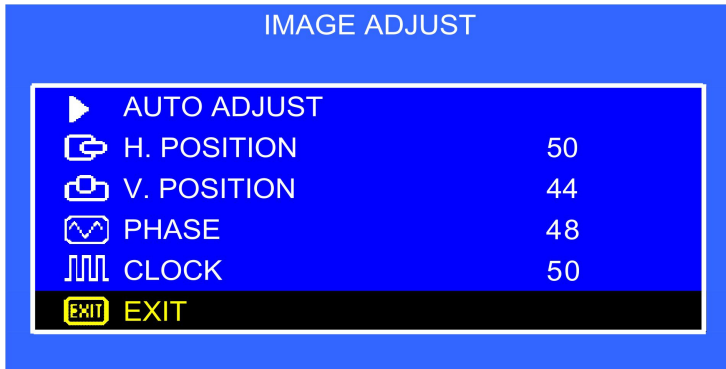 IMAGE ADJUST
AUTO ADJUST
H. POSITION 50
V. POSITION 44
PHASE 48
CLOCK 50
EXIT EXIT